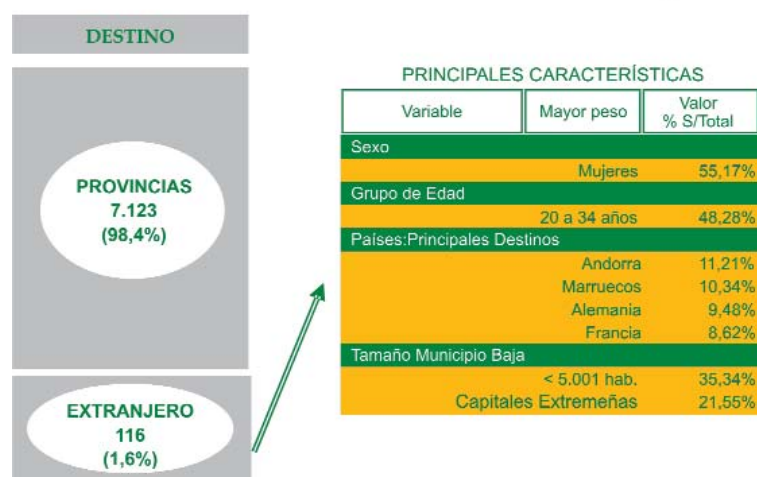 DESTINO
PROVINCIAS
7.123
(98,4%)
EXTRANJERO
116
(1,6%)
PRINCIPALES CARACTERÍSTICAS
Variable Mayor peso Valor % S/Total
Sexo
Mujeres 55,17%
Grupo de Edad
20 a 34 años 48,28%
Países:Principales Destinos
Andorra 11,21%
Marruecos 10,34%
Alemania 9,48%
Francia 8,62%
Tamaño Municipio Baja
< 5.001 hab. 35,34%
Capitales Extremeñas 21,55%